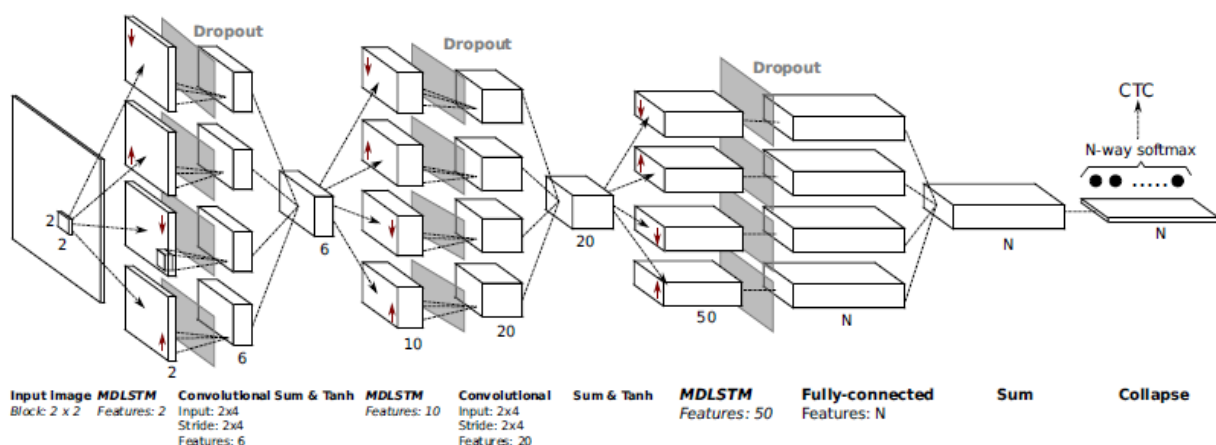 Dropout
Dropout
Dropout
CTC
N-way softmax
2
2
2
6
6
10
20
20
50
N
N
N
Input Image
Block: 2 x 2
MDLSTM
Features: 2
Convolutional
Input: 2x4
Stride: 2x4
Features: 6
Sum & Tanh
MDLSTM
Features: 10
Convolutional
Input: 2x4
Stride: 2x4
Features: 20
Sum & Tanh
MDLSTM
Features: 50
Fully-connected
Features: N
Sum
Collapse